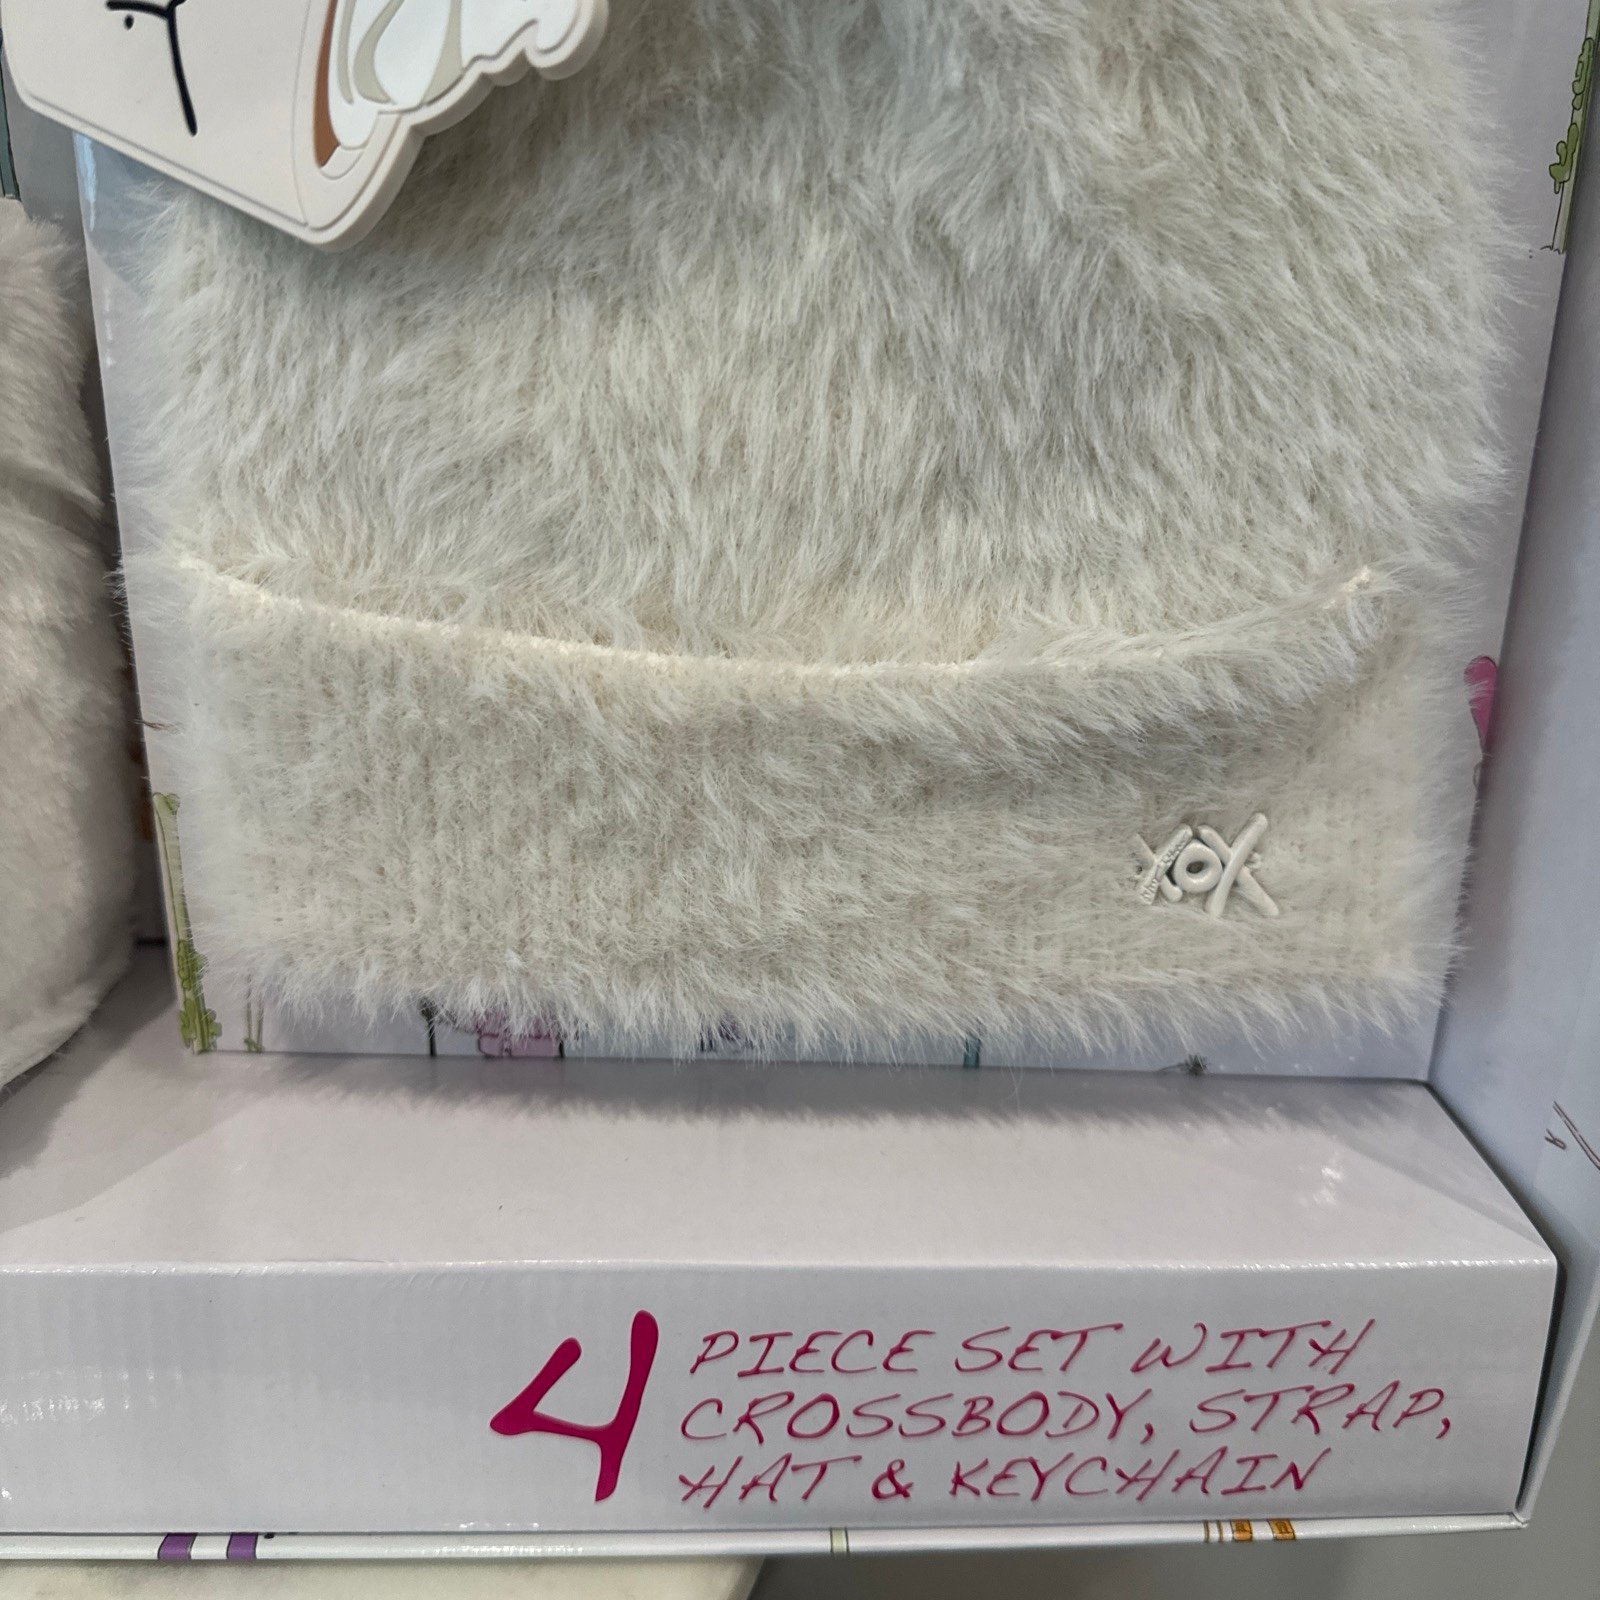 XOX
4 PIECE SET WITH
CROSSBODY, STRAP,
HAT & KEYCHAIN